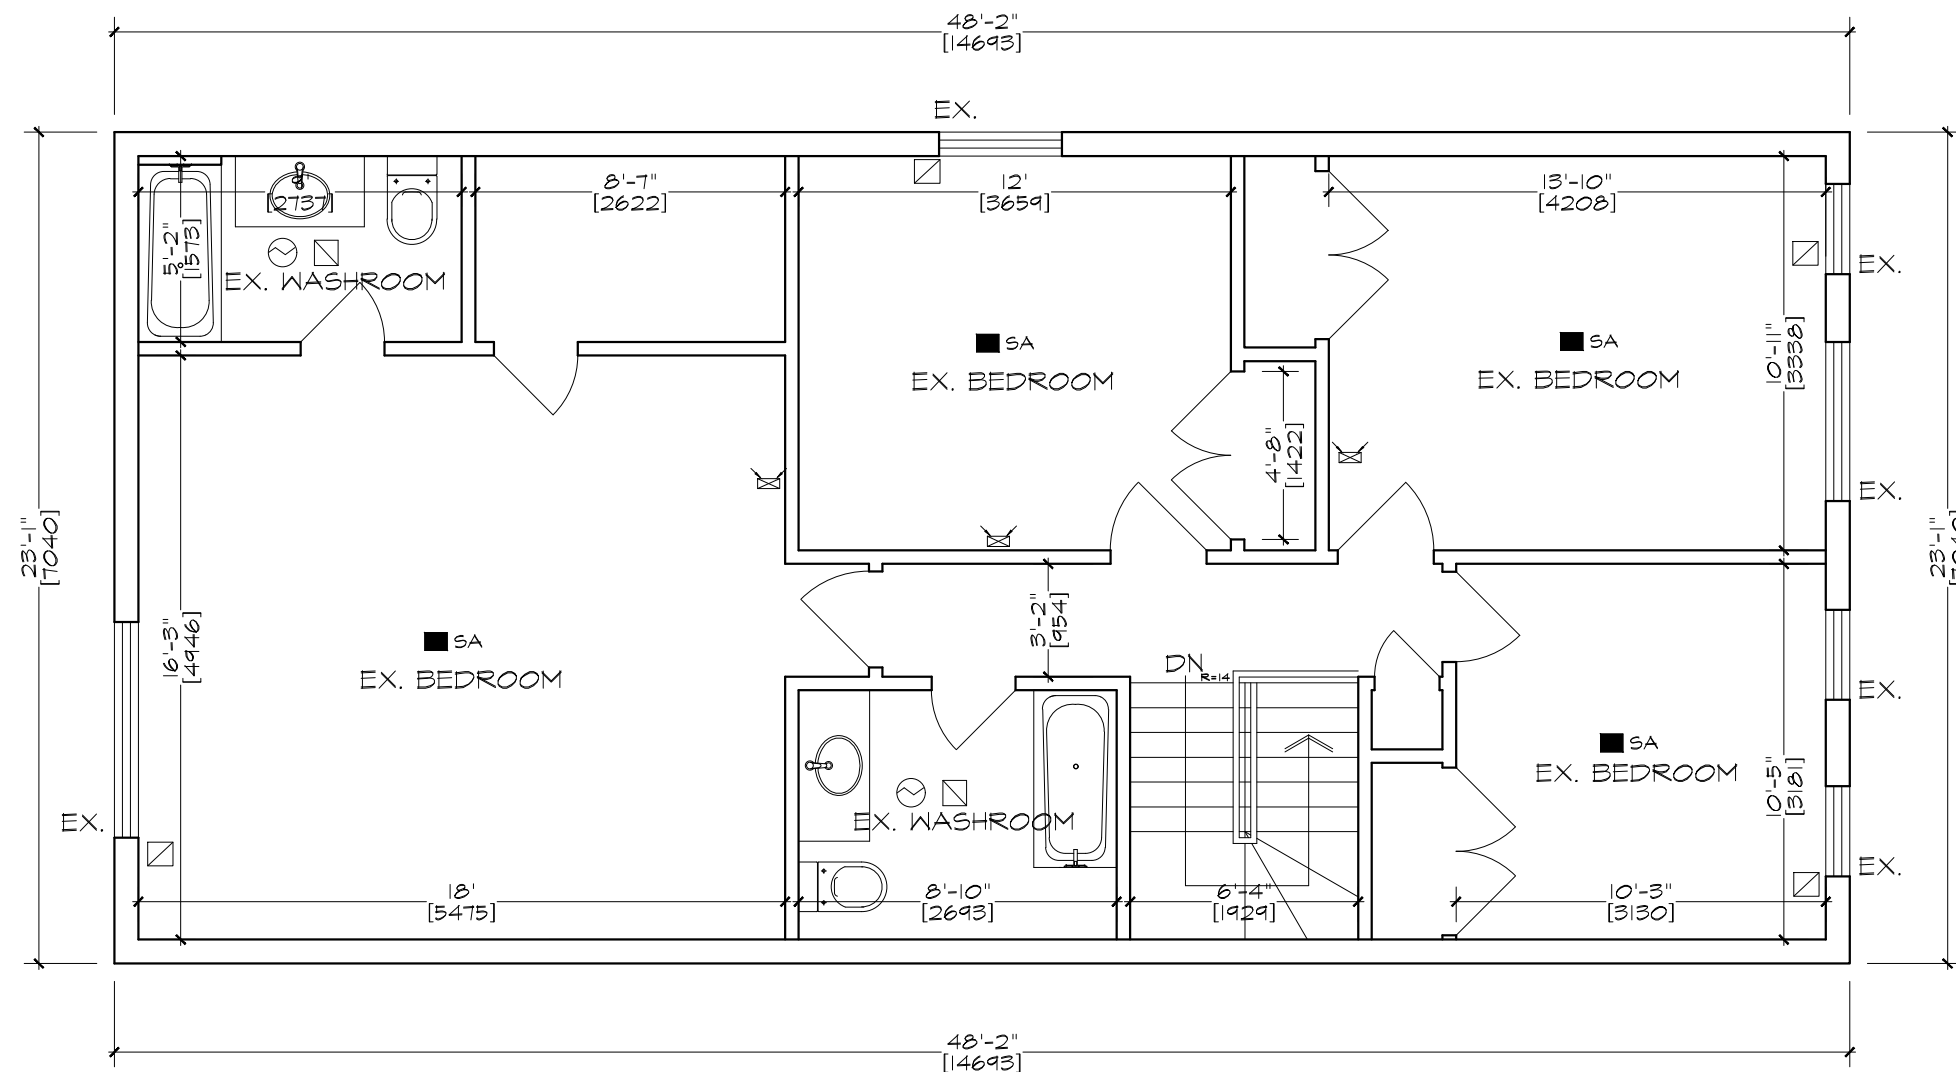 48'-2"
[14693]
EX.
9'
[2737]
8'-7"
[2622]
12'
[3659]
13'-10"
[4208]
5'-2"
[1573]
EX. WASHROOM
EX.
SA
EX. BEDROOM
SA
EX. BEDROOM
10'-11"
[3338]
4'-8"
[1422]
EX.
23'-1"
[7040]
23'-1"
[7040]
16'-3"
[4946]
SA
EX. BEDROOM
3'-2"
[954]
DN
R=14
EX.
SA
EX. BEDROOM
10'-5"
[3181]
EX.
EX. WASHROOM
EX.
18'
[5475]
8'-10"
[2693]
6'-4"
[1929]
10'-3"
[3130]
48'-2"
[14693]